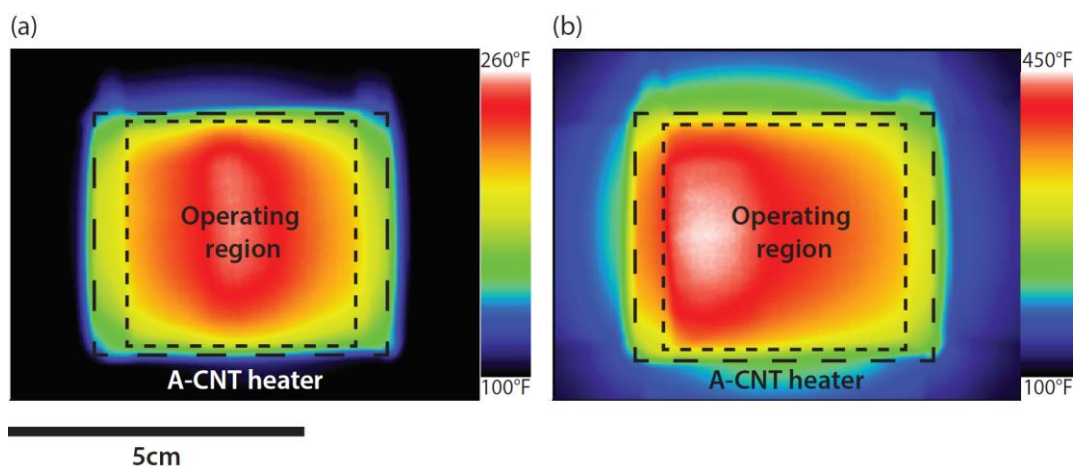 (a)
260°F
Operating
region
A-CNT heater
100°F
5cm
(b)
450°F
Operating
region
A-CNT heater
100°F